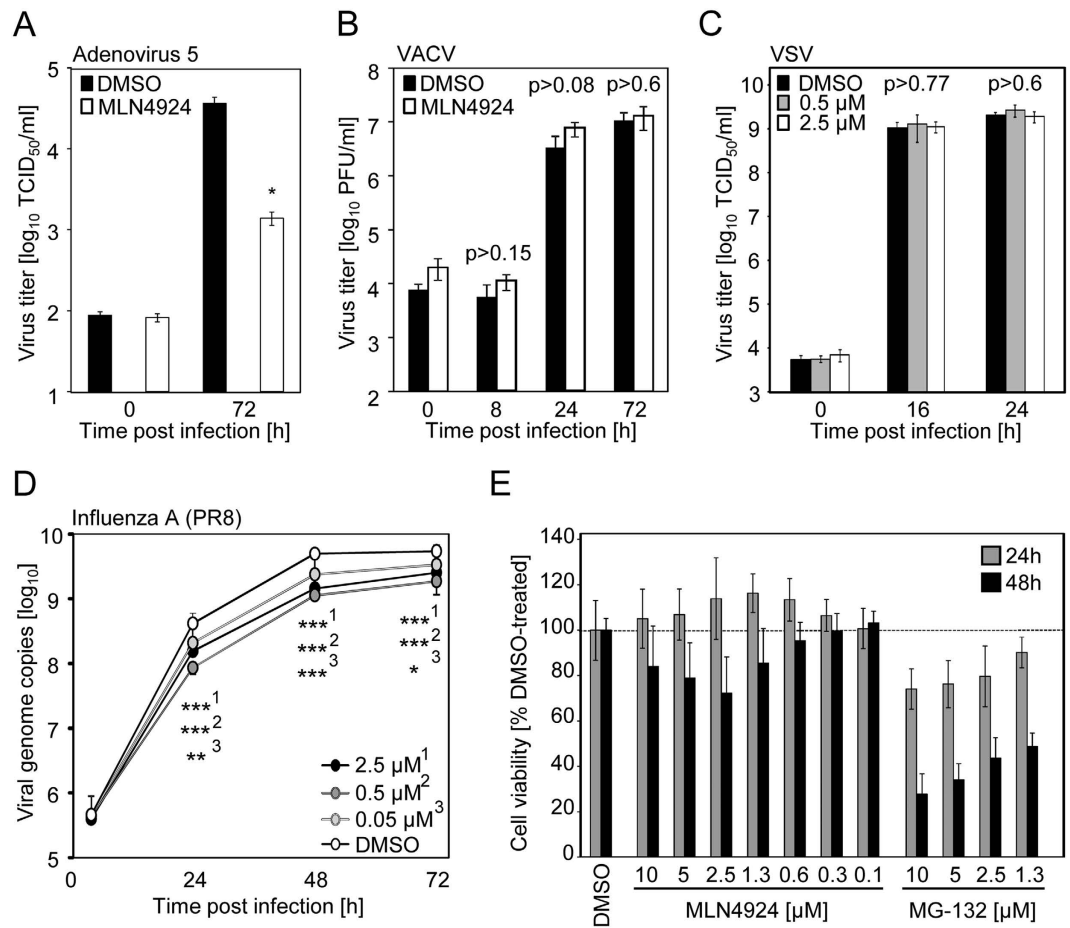 A
Adenovirus 5
DMSO
MLN4924
*
5
4
3
2
1
0 72
Virus titer [log10 TCID50/ml]
Time post infection [h]
B
VACV
DMSO
MLN4924
p>0.08
p>0.6
p>0.15
8
7
6
5
4
3
2
0 8 24 72
Virus titer [log10 PFU/ml]
Time post infection [h]
C
VSV
DMSO
0.5 µM
2.5 µM
p>0.77
p>0.6
10
9
8
7
6
5
4
3
0 16 24
Virus titer [log10 TCID50/ml]
Time post infection [h]
D
Influenza A (PR8)
10
9
8
7
6
5
0 24 48 72
Viral genome copies [log10]
Time post infection [h]
***1
***2
**3
***1
***2
***3
***1
***2
*3
2.5 µM1
0.5 µM2
0.05 µM3
DMSO
E
24h
48h
140
120
100
80
60
40
20
0
Cell viability [% DMSO-treated]
DMSO
10 5 2.5 1.3 0.6 0.3 0.1
MLN4924 [µM]
10 5 2.5 1.3
MG-132 [µM]